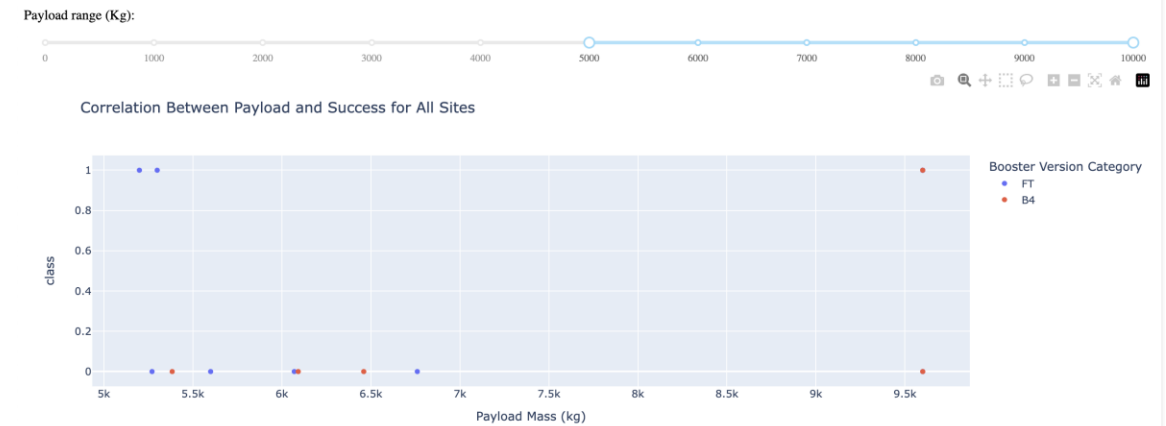 Payload range (Kg):
0 1000 2000 3000 4000 5000 6000 7000 8000 9000 10000
Correlation Between Payload and Success for All Sites
Booster Version Category
FT
B4
1
0.8
0.6
0.4
0.2
0
class
5k 5.5k 6k 6.5k 7k 7.5k 8k 8.5k 9k 9.5k
Payload Mass (kg)